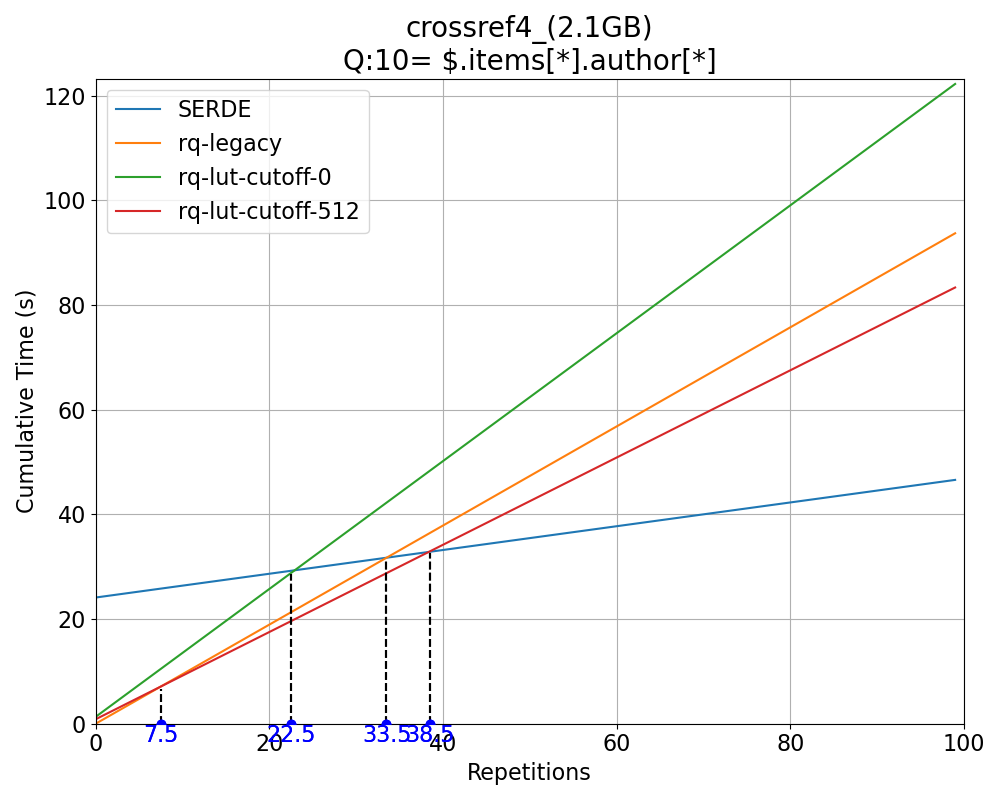 crossref4_(2.1GB)
Q:10= $.items[*].author[*]
SERDE
rq-legacy
rq-lut-cutoff-0
rq-lut-cutoff-512
Cumulative Time (s)
120
100
80
60
40
20
0
7.5 22.5 33.5 38.5
0 20 40 60 80 100
Repetitions